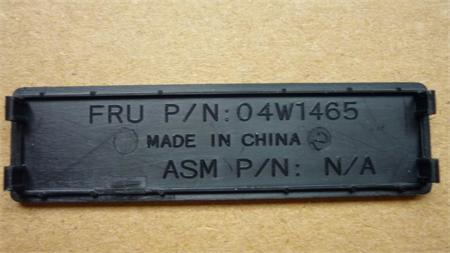 FRU P/N: 04W1465
MADE IN CHINA
ASM P/N: N/A